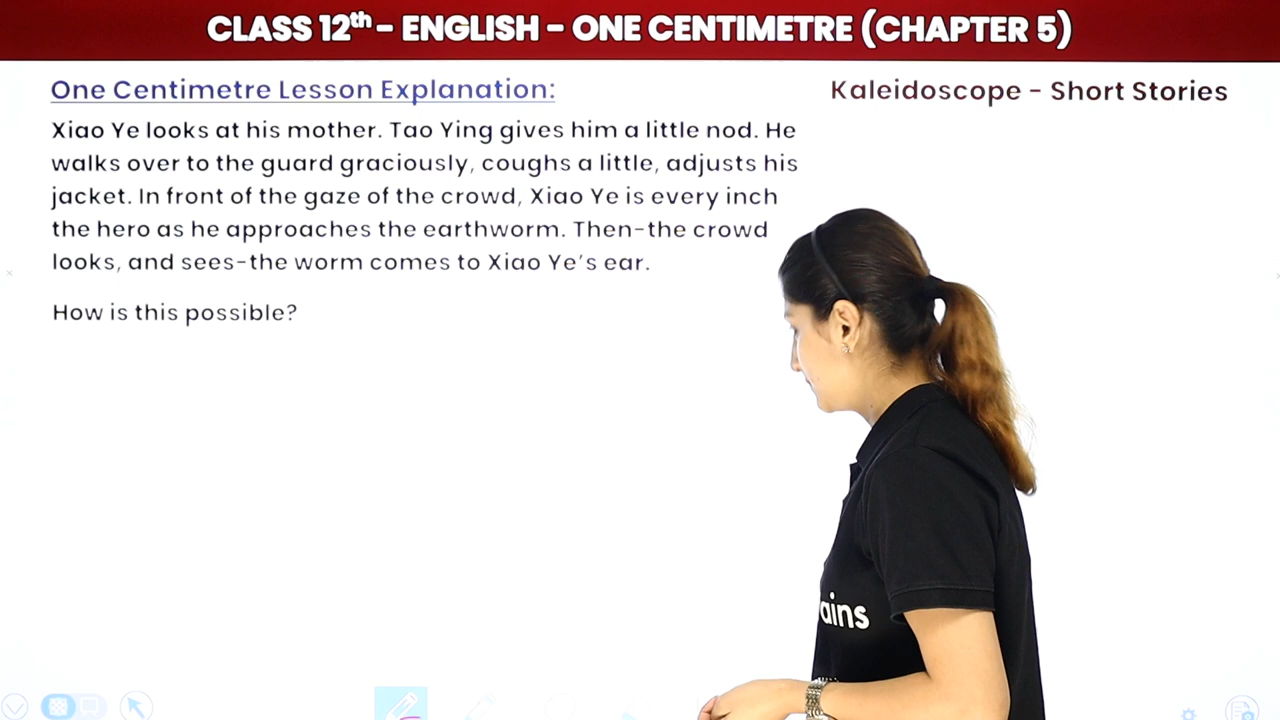 CLASS 12th - ENGLISH - ONE CENTIMETRE (CHAPTER 5)
One Centimetre Lesson Explanation:
Kaleidoscope - Short Stories
Xiao Ye looks at his mother. Tao Ying gives him a little nod. He
walks over to the guard graciously, coughs a little, adjusts his
jacket. In front of the gaze of the crowd, Xiao Ye is every inch
the hero as he approaches the earthworm. Then-the crowd
looks, and sees-the worm comes to Xiao Ye's ear.
How is this possible?
ains